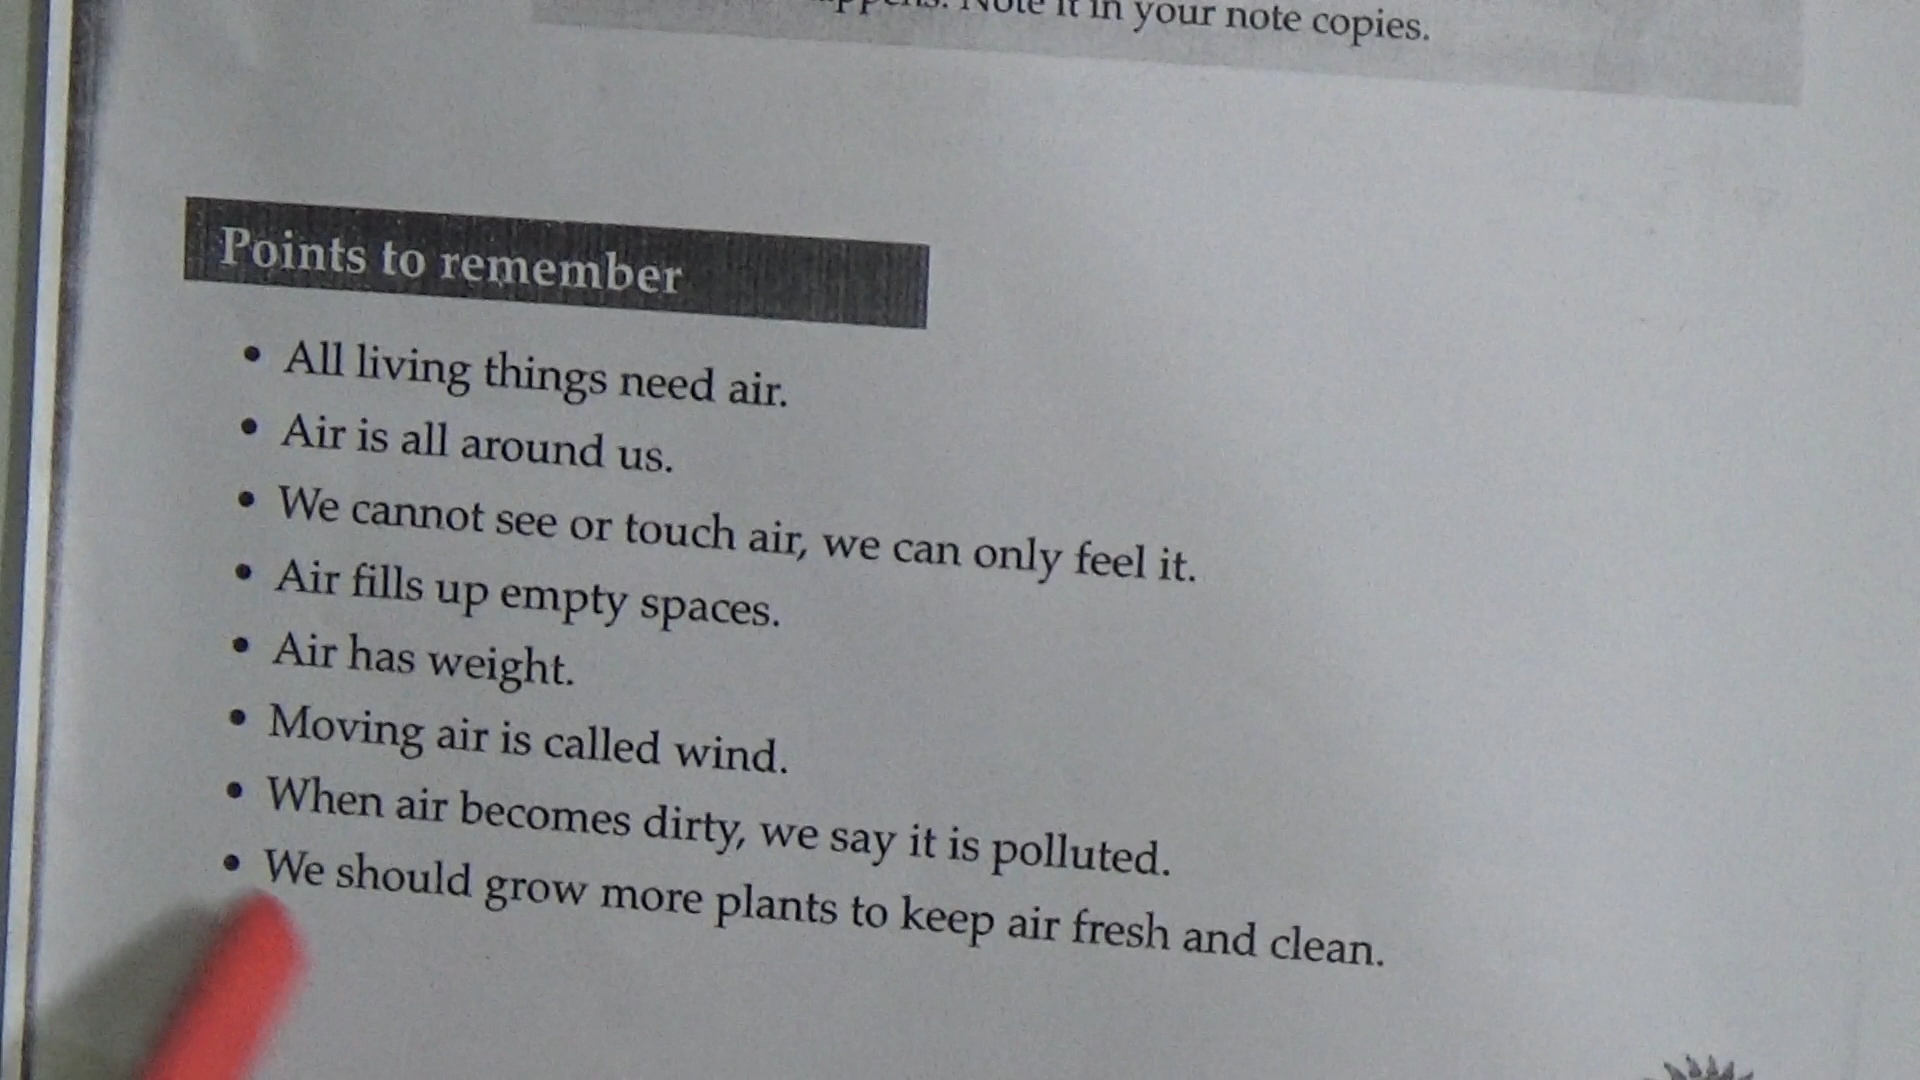 Note it in your note copies.
Points to remember
• All living things need air.
• Air is all around us.
• We cannot see or touch air, we can only feel it.
• Air fills up empty spaces.
• Air has weight.
• Moving air is called wind.
• When air becomes dirty, we say it is polluted.
• We should grow more plants to keep air fresh and clean.